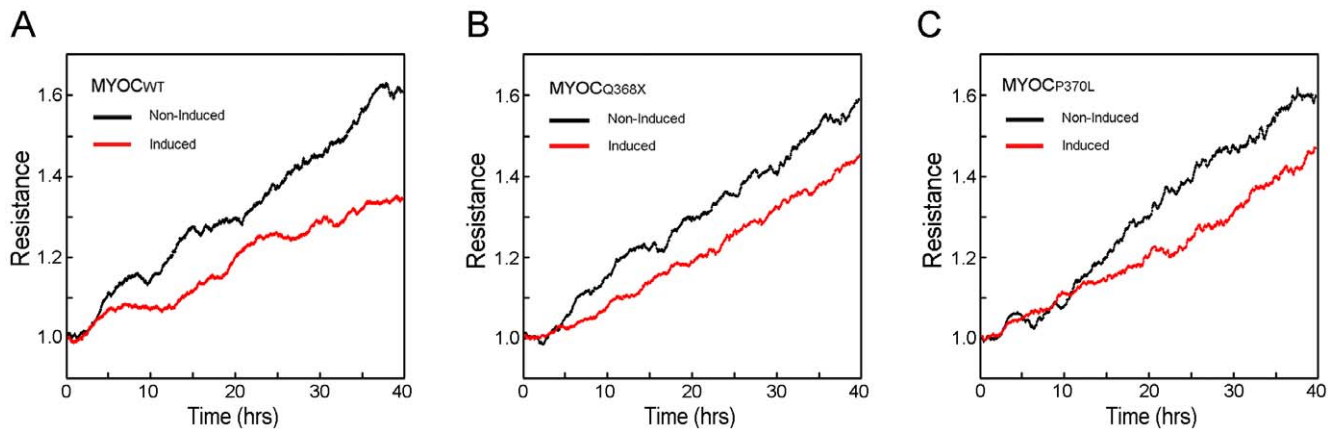 A
MYOCWT
Non-Induced
Induced
Resistance
1.6
1.4
1.2
1.0
0 10 20 30 40
Time (hrs)
B
MYOCQ368X
Non-Induced
Induced
Resistance
1.6
1.4
1.2
1.0
0 10 20 30 40
Time (hrs)
C
MYOCP370L
Non-Induced
Induced
Resistance
1.6
1.4
1.2
1.0
0 10 20 30 40
Time (hrs)